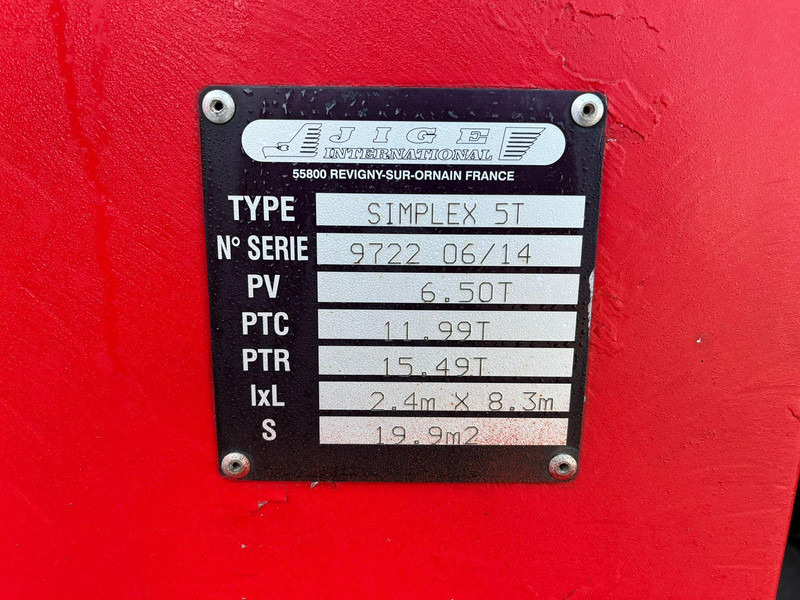 JIGE
INTERNATIONAL
55800 REVIGNY-SUR-ORNAIN FRANCE
TYPE SIMPLEX 5T
N° SERIE 9722 06/14
PV 6.50T
PTC 11.99T
PTR 15.49T
lxL 2.4m X 8.3m
S 19.9m2